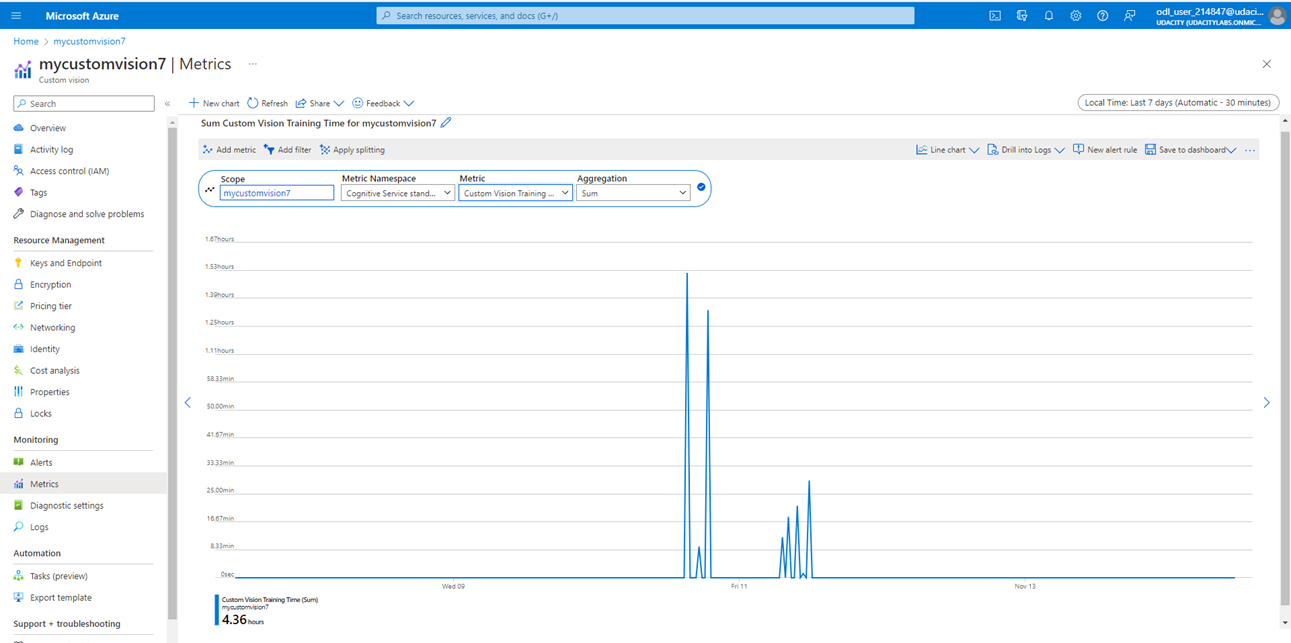 Microsoft Azure
Search resources, services, and docs (G+/)
odl_user_214847@udaci...
UDACITY (UDACITYLABS.ONMIC...
Home > mycustomvision7
mycustomvision7 | Metrics ...
Custom vision
Search
«
Overview
Activity log
Access control (IAM)
Tags
Diagnose and solve problems
Resource Management
Keys and Endpoint
Encryption
Pricing tier
Networking
Identity
Cost analysis
Properties
Locks
Monitoring
Alerts
Metrics
Diagnostic settings
Logs
Automation
Tasks (preview)
Export template
Support + troubleshooting
New chart Refresh Share Feedback
Local Time: Last 7 days (Automatic - 30 minutes)
Sum Custom Vision Training Time for mycustomvision7
Add metric Add filter Apply splitting
Line chart Drill into Logs New alert rule Save to dashboard ...
Scope Metric Namespace Metric Aggregation
mycustomvision7 Cognitive Service stand... Custom Vision Training ... Sum
1.67hours
1.53hours
1.39hours
1.25hours
1.11hours
58.33min
50.00min
41.67min
33.33min
25.00min
16.67min
8.33min
0sec
Wed 09 Fri 11 Nov 13
Custom Vision Training Time (Sum)
mycustomvision7
4.36 hours